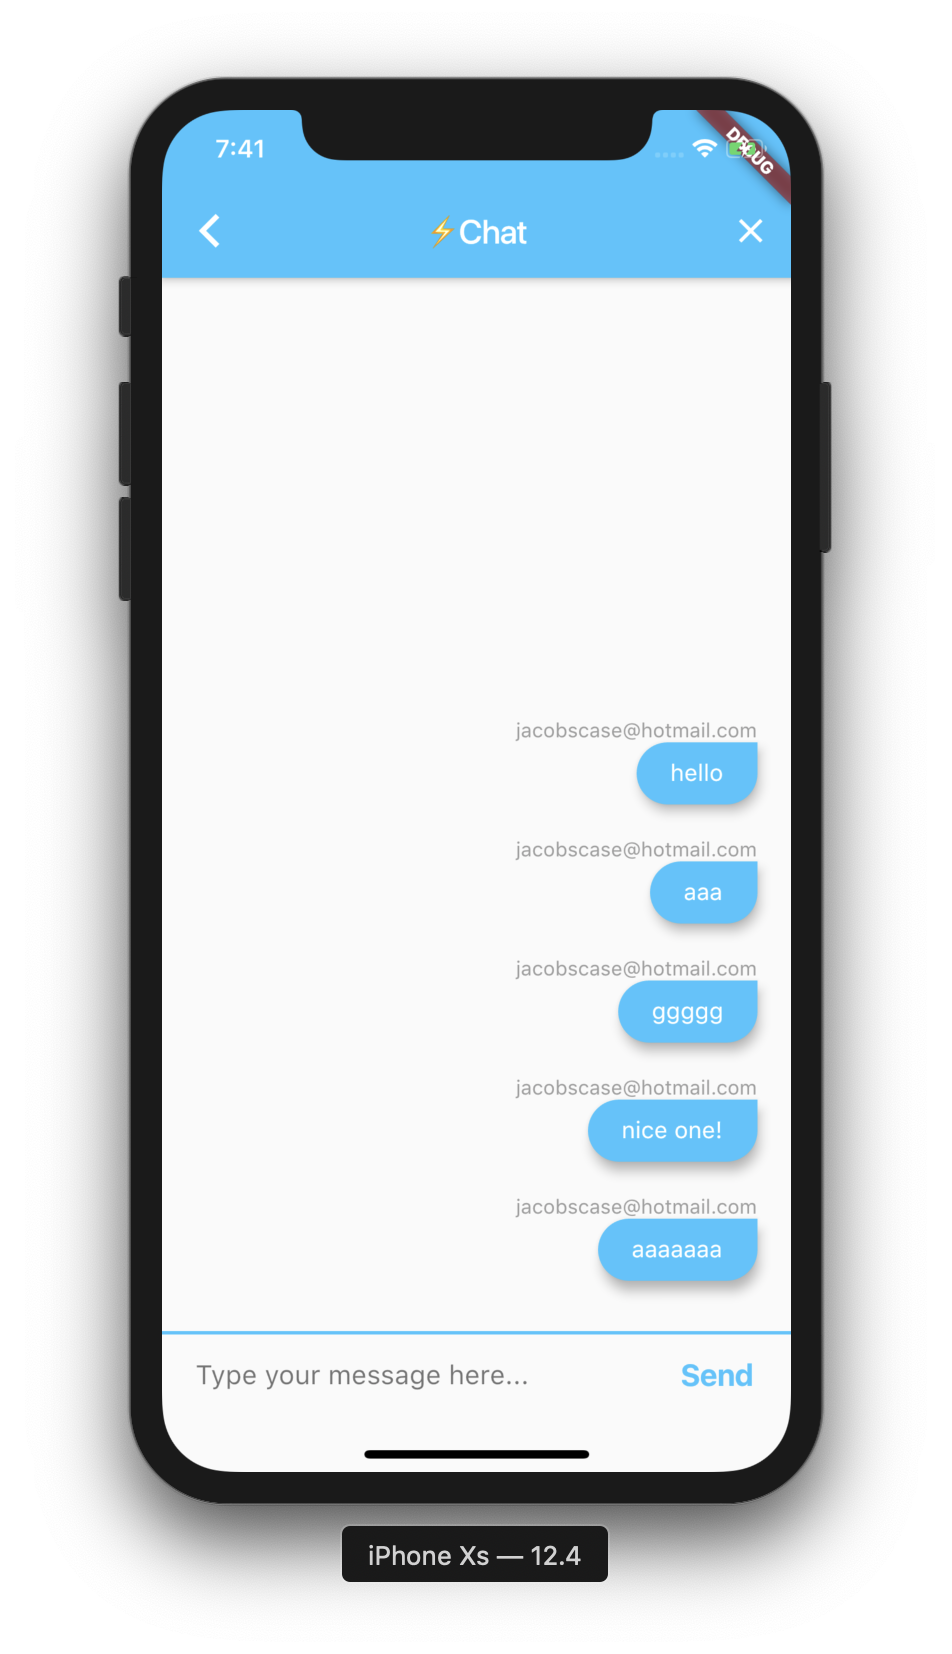 7:41
DEBUG
⚡Chat
jacobscase@hotmail.com
hello
jacobscase@hotmail.com
aaa
jacobscase@hotmail.com
ggggg
jacobscase@hotmail.com
nice one!
jacobscase@hotmail.com
aaaaaaa
Type your message here...
Send
iPhone Xs — 12.4